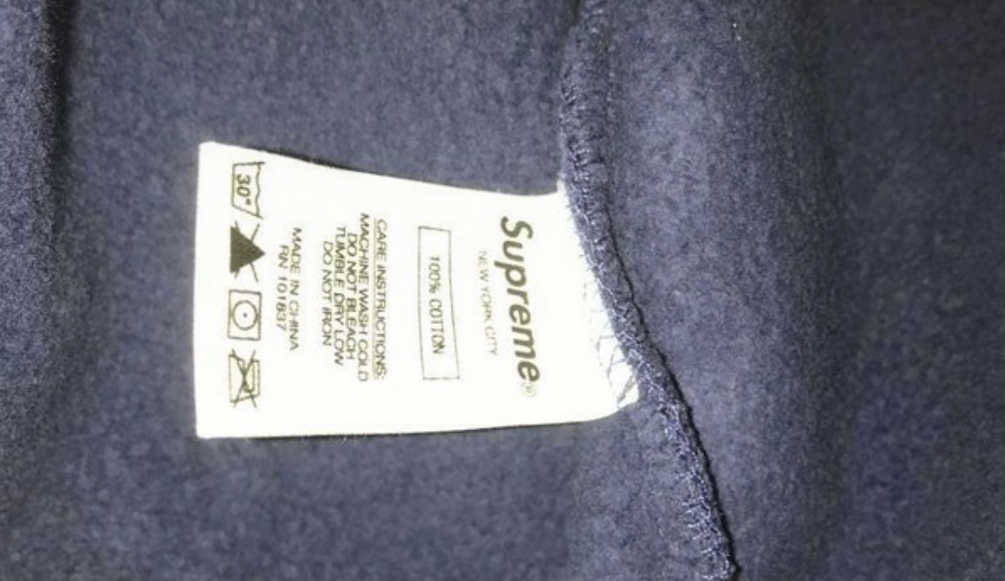 Supreme®
NEW YORK CITY
100% COTTON
CARE INSTRUCTIONS:
MACHINE WASH COLD
DO NOT BLEACH
TUMBLE DRY LOW
DO NOT IRON
MADE IN CHINA
RN 101837
30°